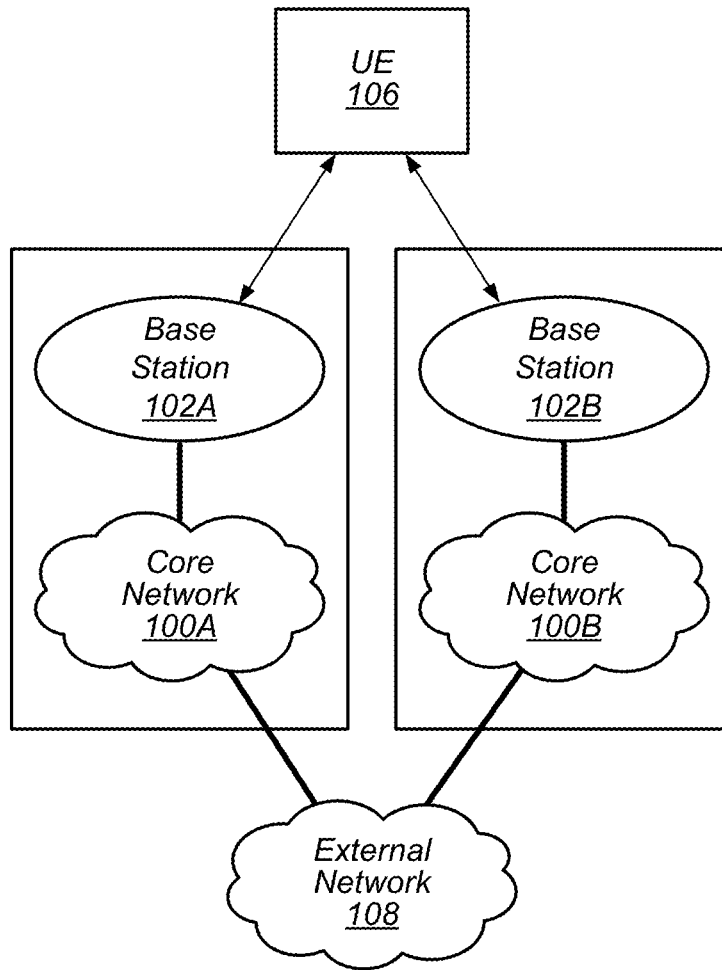 UE
106
Base
Station
102A
Base
Station
102B
Core
Network
100A
Core
Network
100B
External
Network
108